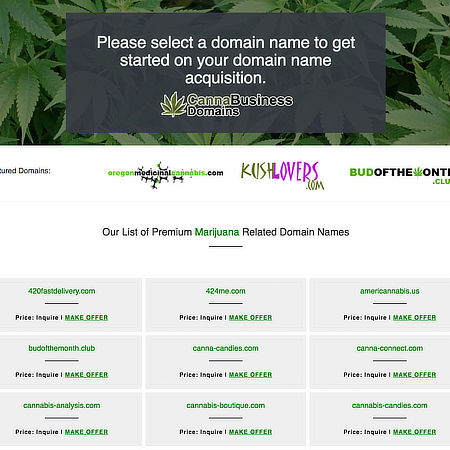 Please select a domain name to get
started on your domain name
acquisition.
CannaBusiness
Domains
tured Domains:
oregonmedicinalcannabis.com
KUSHLOVERS
.COM
BUDOFTHEMONTH
.CLU
Our List of Premium Marijuana Related Domain Names
420fastdelivery.com
424me.com
americannabis.us
Price: Inquire | MAKE OFFER
Price: Inquire | MAKE OFFER
Price: Inquire | MAKE OFFER
budofthemonth.club
canna-candies.com
canna-connect.com
Price: Inquire | MAKE OFFER
Price: Inquire | MAKE OFFER
Price: Inquire | MAKE OFFER
cannabis-analysis.com
cannabis-boutique.com
cannabis-candies.com
Price: Inquire | MAKE OFFER
Price: Inquire | MAKE OFFER
Price: Inquire | MAKE OFFER